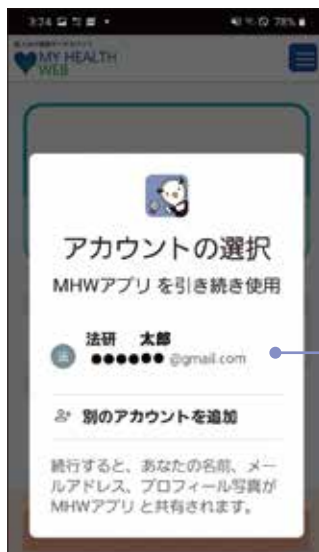 3:24
78%
MY HEALTH
WEB
アカウントの選択
MHWアプリ を引き続き使用
法研 太郎
法
●●●●●● @gmail.com
別のアカウントを追加
続行すると、あなたの名前、メー
ルアドレス、プロフィール写真が
MHWアプリ と共有されます。